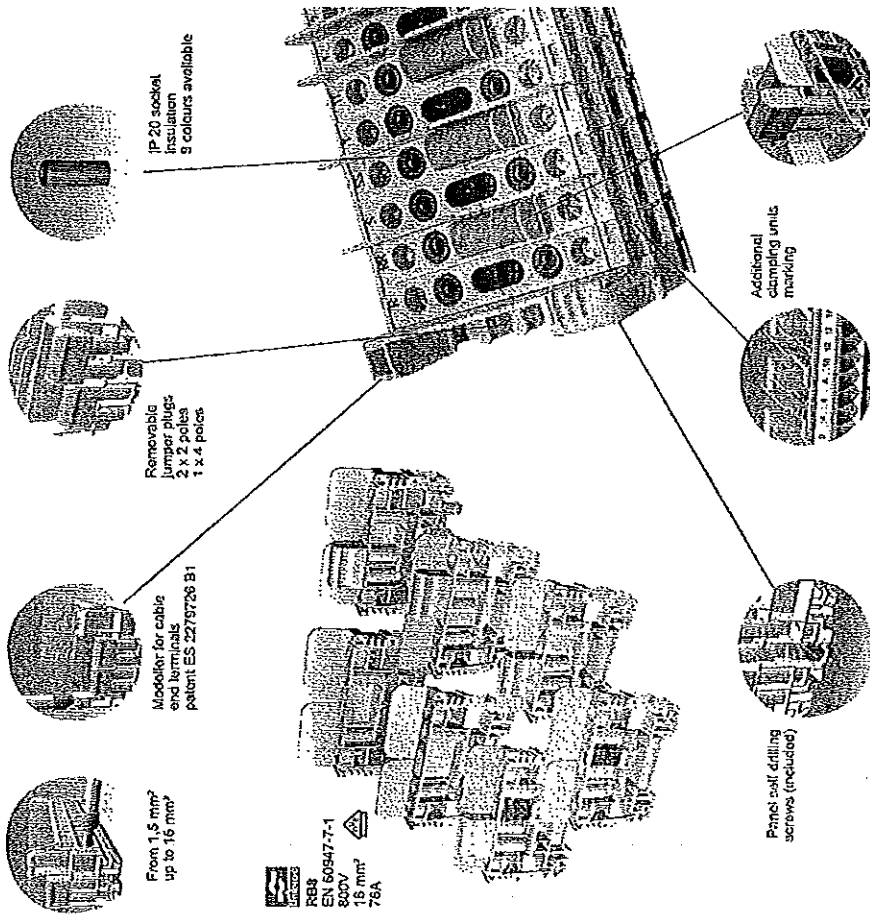 From 1,5 mm²
up to 16 mm²
Modeller for cable
end terminals
patent ES 2279726 B1
Removable
jumper plugs
2 x 2 poles
1 x 4 poles
IP 20 socket
insulation
9 colours available
RB8
EN 60947-7-1
800V
16 mm²
76A
Panel self drilling
screws (included)
Additional
clamping units
marking